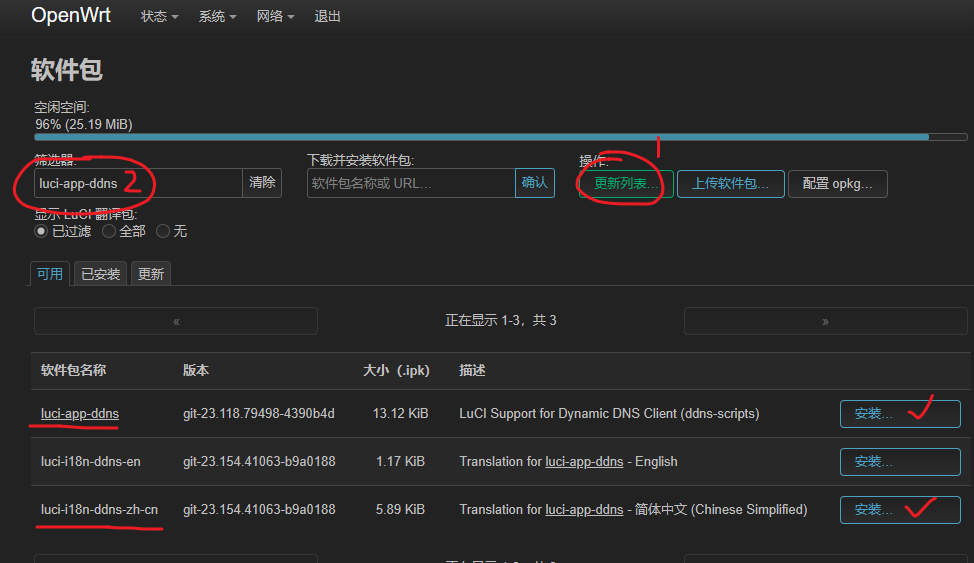 OpenWrt 状态 系统 网络 退出
软件包
空闲空间:
96% (25.19 MiB)
1
筛选器: 下载并安装软件包: 操作:
luci-app-ddns 2 清除 软件包名称或 URL... 确认 更新列表... 上传软件包... 配置 opkg...
显示 LuCI 翻译包:
已过滤 全部 无
可用 已安装 更新
« 正在显示 1-3，共 3 »
软件包名称 版本 大小（.ipk) 描述
luci-app-ddns git-23.118.79498-4390b4d 13.12 KiB LuCI Support for Dynamic DNS Client (ddns-scripts) 安装...
luci-i18n-ddns-en git-23.154.41063-b9a0188 1.17 KiB Translation for luci-app-ddns - English 安装...
luci-i18n-ddns-zh-cn git-23.154.41063-b9a0188 5.89 KiB Translation for luci-app-ddns - 简体中文 (Chinese Simplified) 安装...